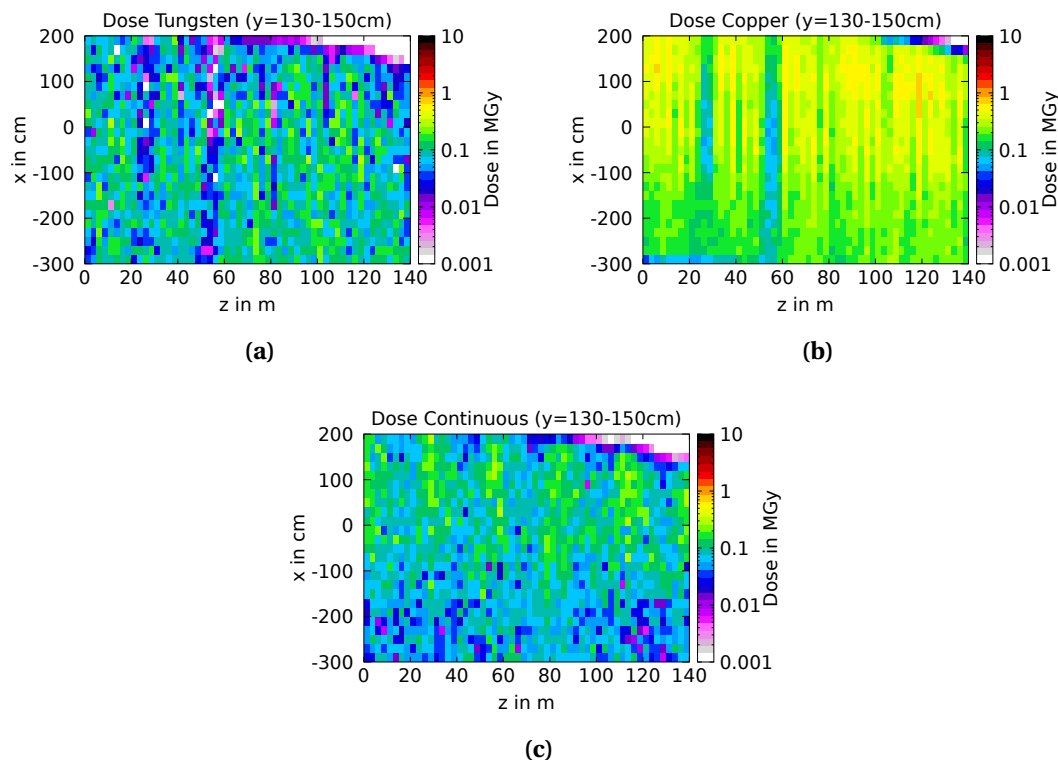 Dose Tungsten (y=130-150cm)
200
100
0
-100
-200
-300
x in cm
0 20 40 60 80 100 120 140
z in m
10
1
0.1
0.01
0.001
Dose in MGy
(a)
Dose Copper (y=130-150cm)
200
100
0
-100
-200
-300
x in cm
0 20 40 60 80 100 120 140
z in m
10
1
0.1
0.01
0.001
Dose in MGy
(b)
Dose Continuous (y=130-150cm)
200
100
0
-100
-200
-300
x in cm
0 20 40 60 80 100 120 140
z in m
10
1
0.1
0.01
0.001
Dose in MGy
(c)